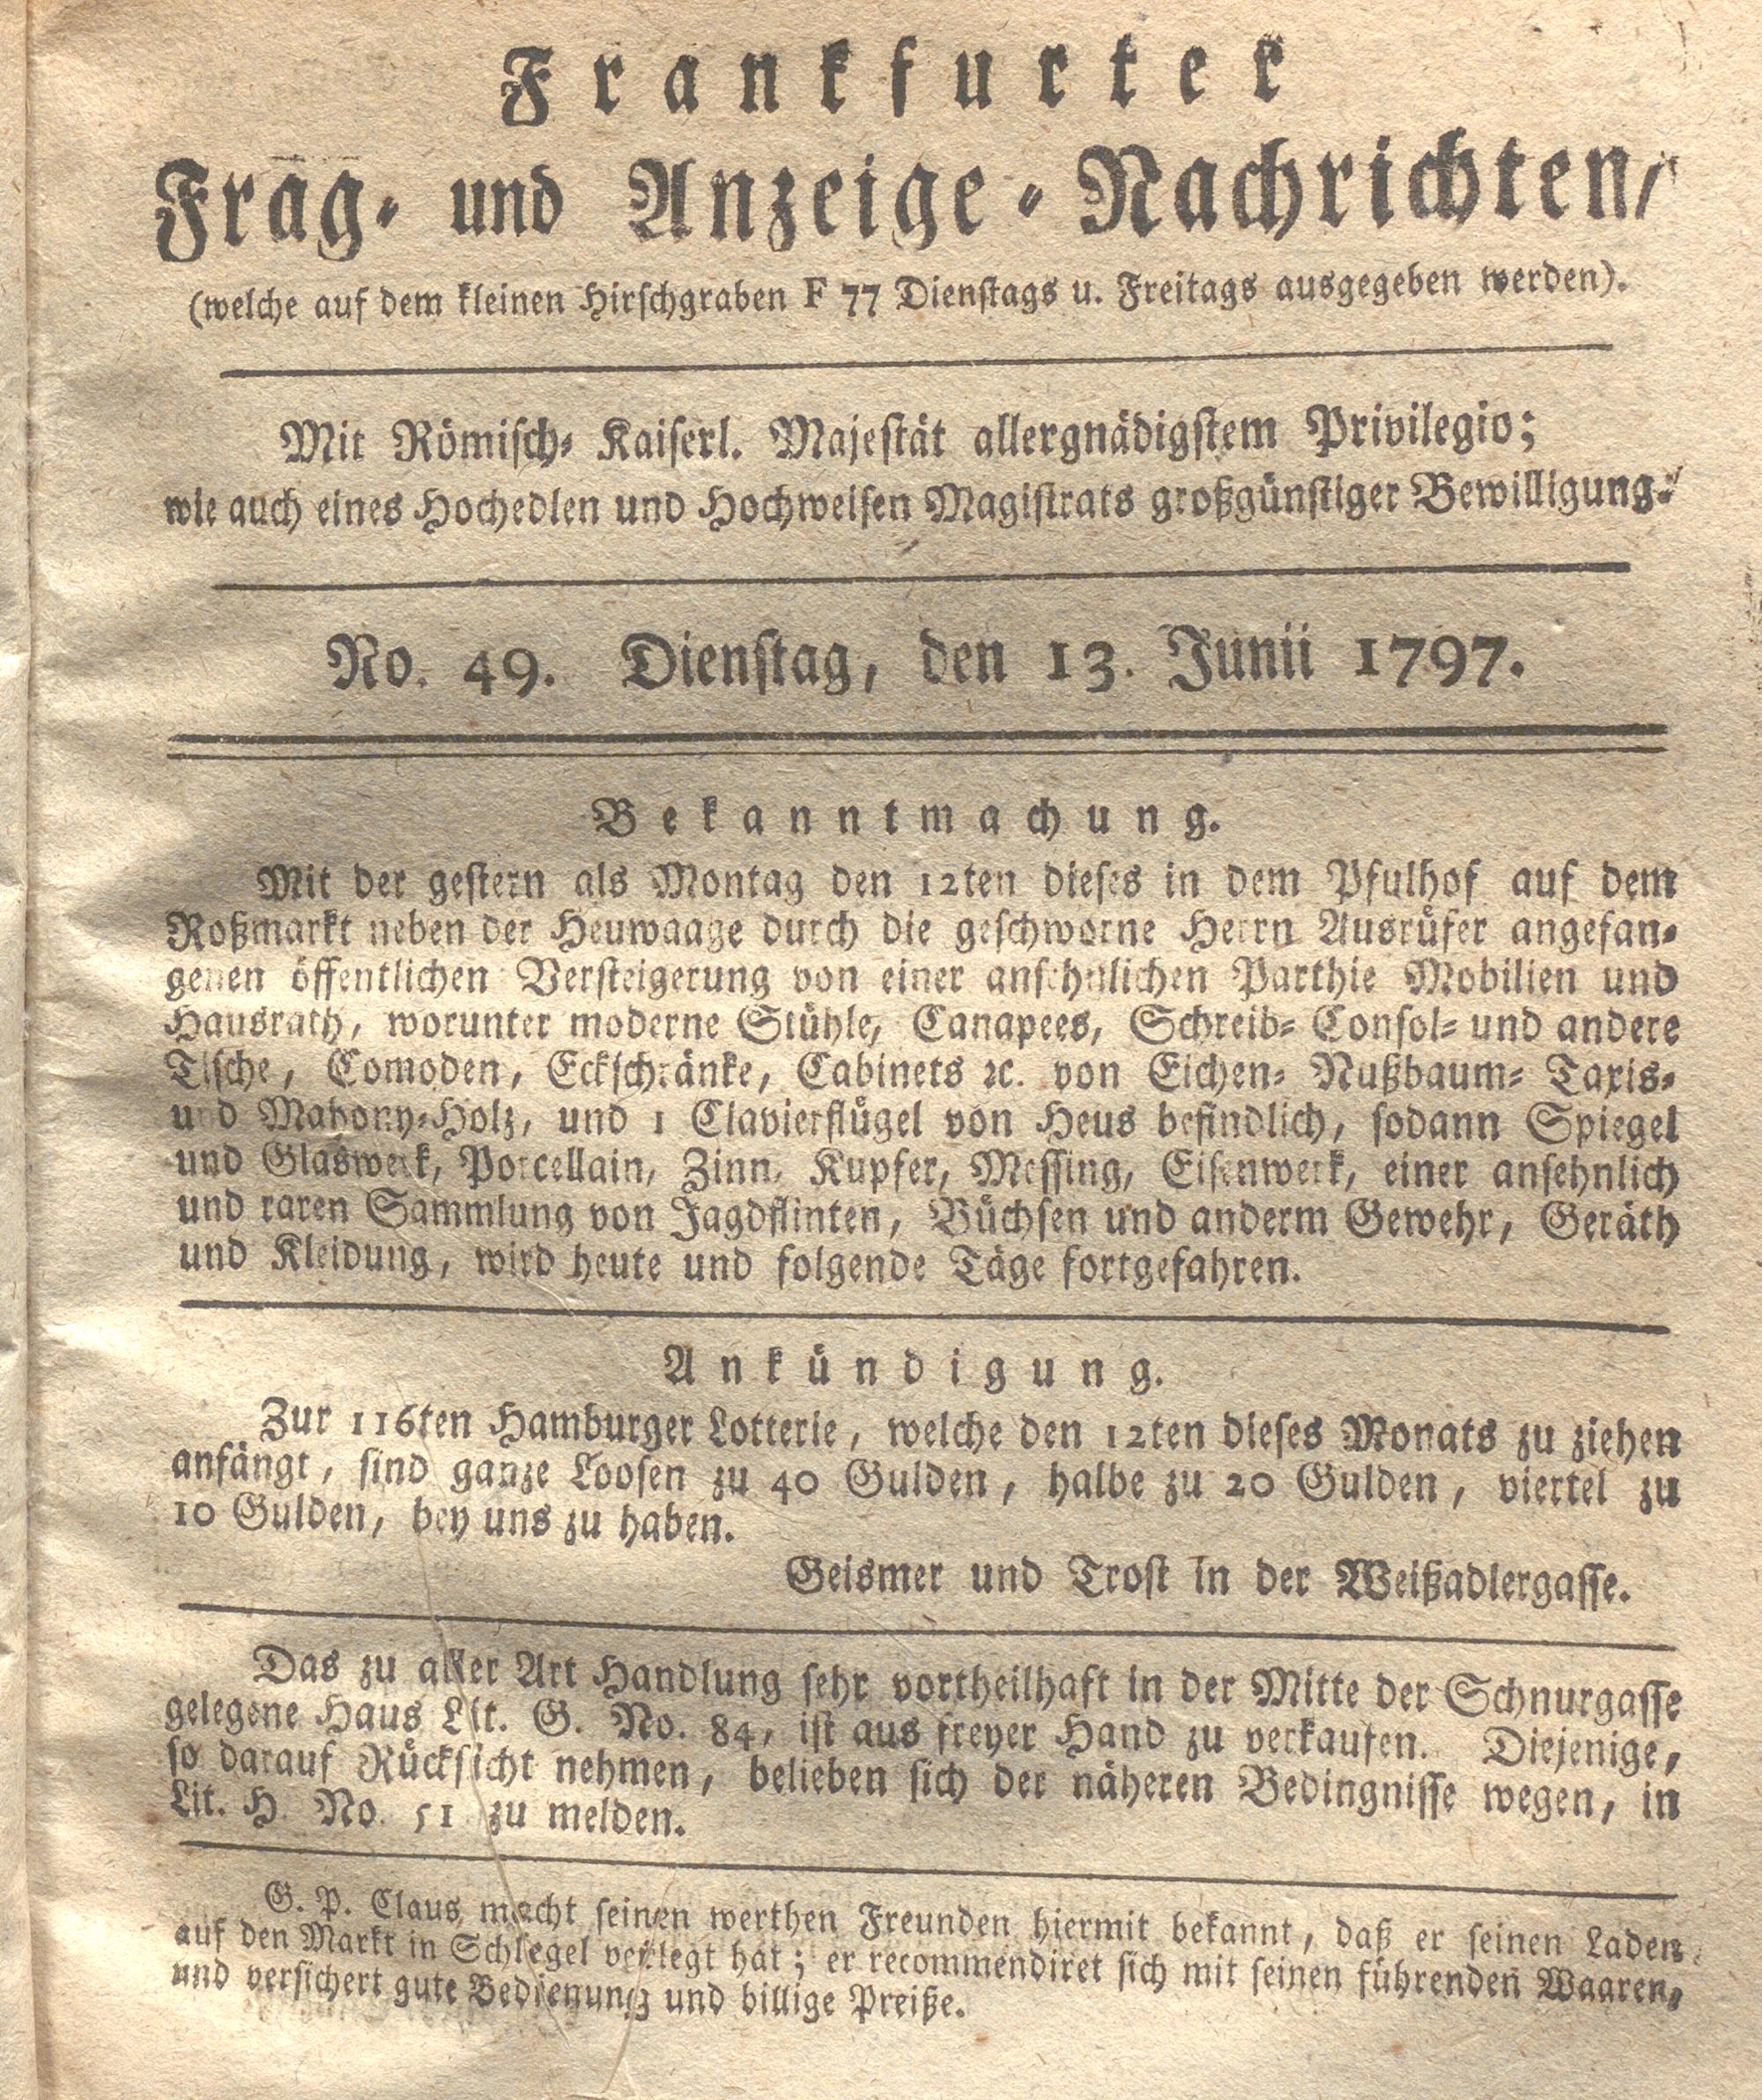 Frankfurter
Frag- und Anzeige-Nachrichten,
(welche auf dem kleinen Hirschgraben F 77 Dienstags u. Freitags ausgegeben werden).
Mit Römisch- Kaiserl. Majestät allergnädigstem Privilegio;
wie auch eines Hochedlen und Hochweisen Magistrats großgünstiger Bewilligung.
No. 49. Dienstag, den 13. Junii 1797.
Bekanntmachung.
Mit der gestern als Montag den 12ten dieses in dem Pfulhof auf dem
Roßmarkt neben der Heuwaage durch die geschworne Herrn Ausrüfer angefan-
genen öffentlichen Versteigerung von einer ansehnlichen Parthie Mobilien und
Hausrath, worunter moderne Stühle, Canapees, Schreib- Consol- und andere
Tische, Comoden, Eckschränke, Cabinets ꝛc. von Eichen- Nußbaum- Taxis-
und Mahony-Holz, und 1 Clavierflügel von Heus befindlich, sodann Spiegel
und Glaswerk, Porcellain, Zinn, Kupfer, Messing, Eisenwerk, einer ansehnlich
und raren Sammlung von Jagdflinten, Büchsen und anderm Gewehr, Geräth
und Kleidung, wird heute und folgende Täge fortgefahren.
Ankündigung.
Zur 116ten Hamburger Lotterie, welche den 12ten dieses Monats zu ziehen
anfängt, sind ganze Loosen zu 40 Gulden, halbe zu 20 Gulden, viertel zu
10 Gulden, bey uns zu haben.
Geismer und Trost in der Weißadlergasse.
Das zu aller Art Handlung sehr vortheilhaft in der Mitte der Schnurgasse
gelegene Haus Lit. G. No. 84, ist aus freyer Hand zu verkaufen. Diejenige,
so darauf Rücksicht nehmen, belieben sich der näheren Bedingnisse wegen, in
Lit. H. No. 51 zu melden.
G. P. Claus macht seinen werthen Freunden hiermit bekannt, daß er seinen Laden
auf den Markt in Schlegel verlegt hat; er recommendiret sich mit seinen führenden Waaren,
und versichert gute Bedienung und billige Preiße.